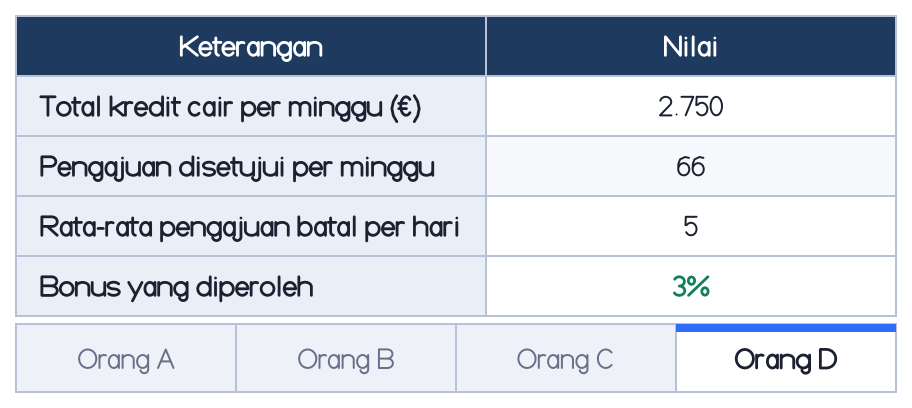 Keterangan Nilai
Total kredit cair per minggu (€) 2.750
Pengajuan disetujui per minggu 66
Rata-rata pengajuan batal per hari 5
Bonus yang diperoleh 3%
Orang A Orang B Orang C Orang D